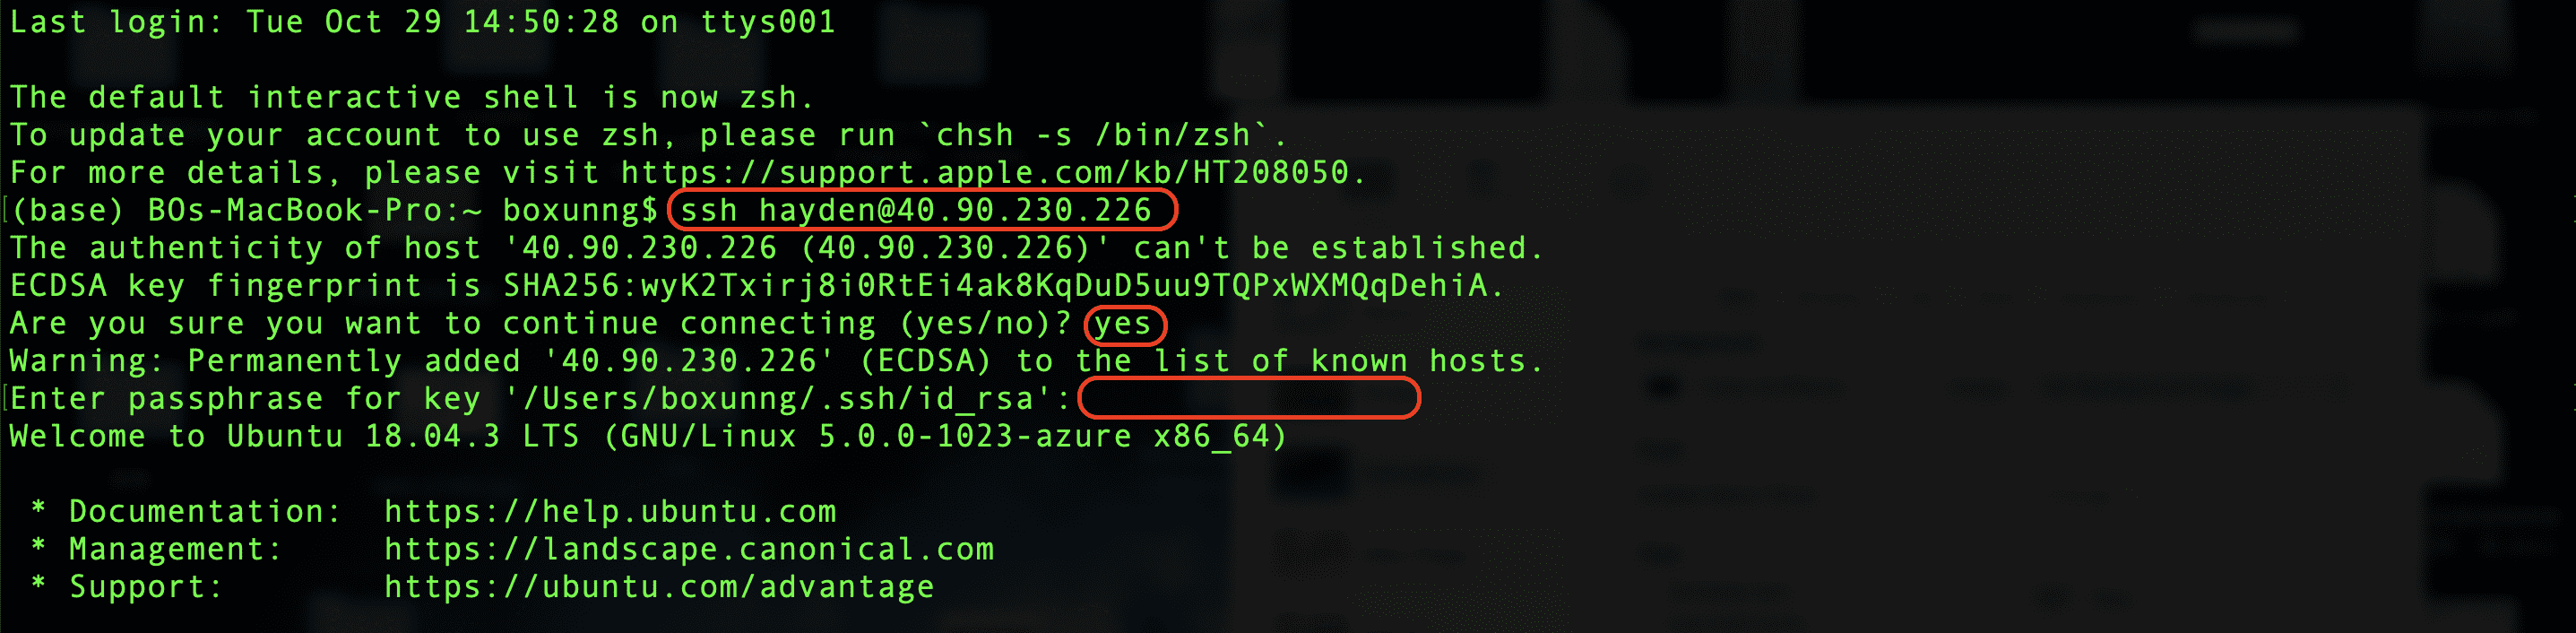 Last login: Tue Oct 29 14:50:28 on ttys001
The default interactive shell is now zsh.
To update your account to use zsh, please run `chsh -s /bin/zsh`.
For more details, please visit https://support.apple.com/kb/HT208050.
[(base) BOs-MacBook-Pro:~ boxunng$ ssh hayden@40.90.230.226
The authenticity of host '40.90.230.226 (40.90.230.226)' can't be established.
ECDSA key fingerprint is SHA256:wyK2Txirj8i0RtEi4ak8KqDuD5uu9TQPxWXMQqDehiA.
Are you sure you want to continue connecting (yes/no)? yes
Warning: Permanently added '40.90.230.226' (ECDSA) to the list of known hosts.
[Enter passphrase for key '/Users/boxunng/.ssh/id_rsa':
Welcome to Ubuntu 18.04.3 LTS (GNU/Linux 5.0.0-1023-azure x86_64)
* Documentation: https://help.ubuntu.com
* Management: https://landscape.canonical.com
* Support: https://ubuntu.com/advantage